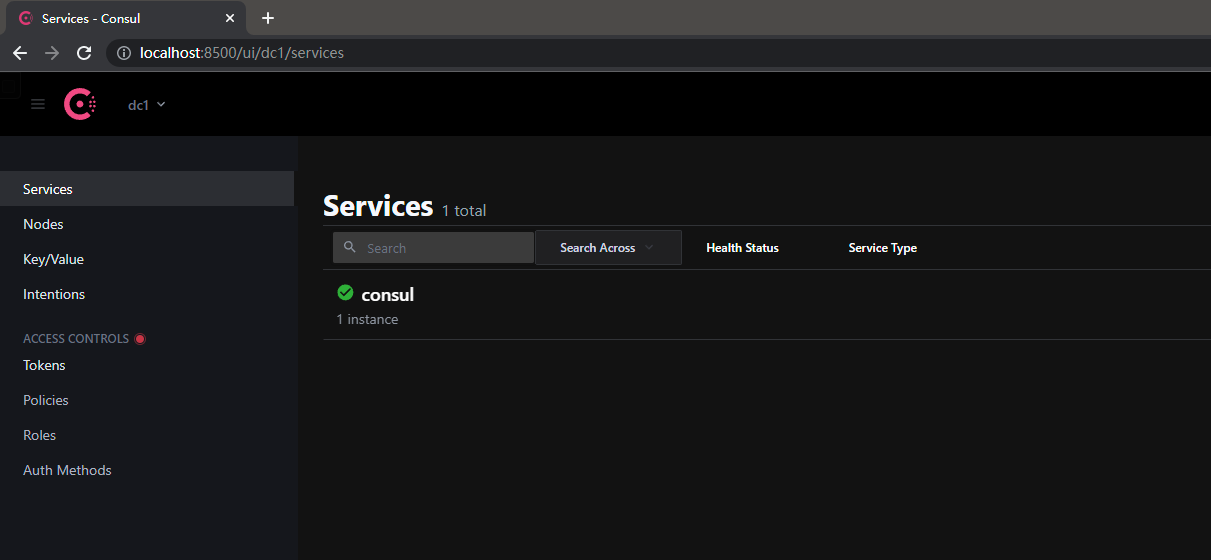 Services - Consul
localhost:8500/ui/dc1/services
dc1
Services
Nodes
Key/Value
Intentions
ACCESS CONTROLS
Tokens
Policies
Roles
Auth Methods
Services 1 total
Search Search Across Health Status Service Type
consul
1 instance